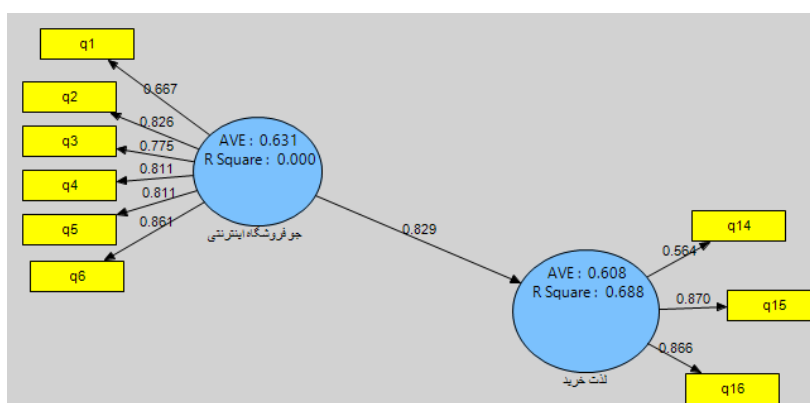 q1
0.667
q2
0.826
q3
0.775
q4
0.811
q5
0.811
q6
0.861
AVE : 0.631
R Square : 0.000
جو فروشگاه اینترنتی
0.829
AVE : 0.608
R Square : 0.688
لذت خرید
q14
0.564
q15
0.870
q16
0.866